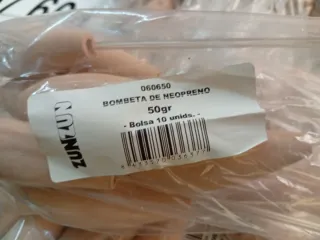 060650
BOMBETA DE NEOPRENO
50gr
- Bolsa 10 unids. -
ZUNZUN